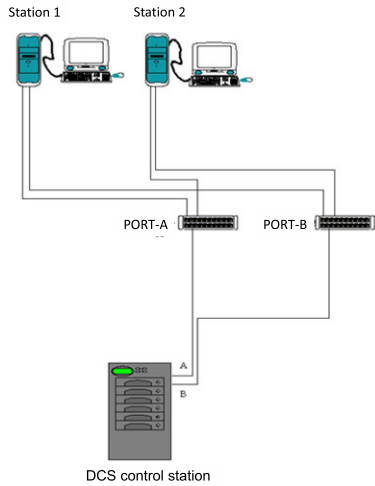 Station 1
Station 2
PORT-A
PORT-B
A
B
DCS control station